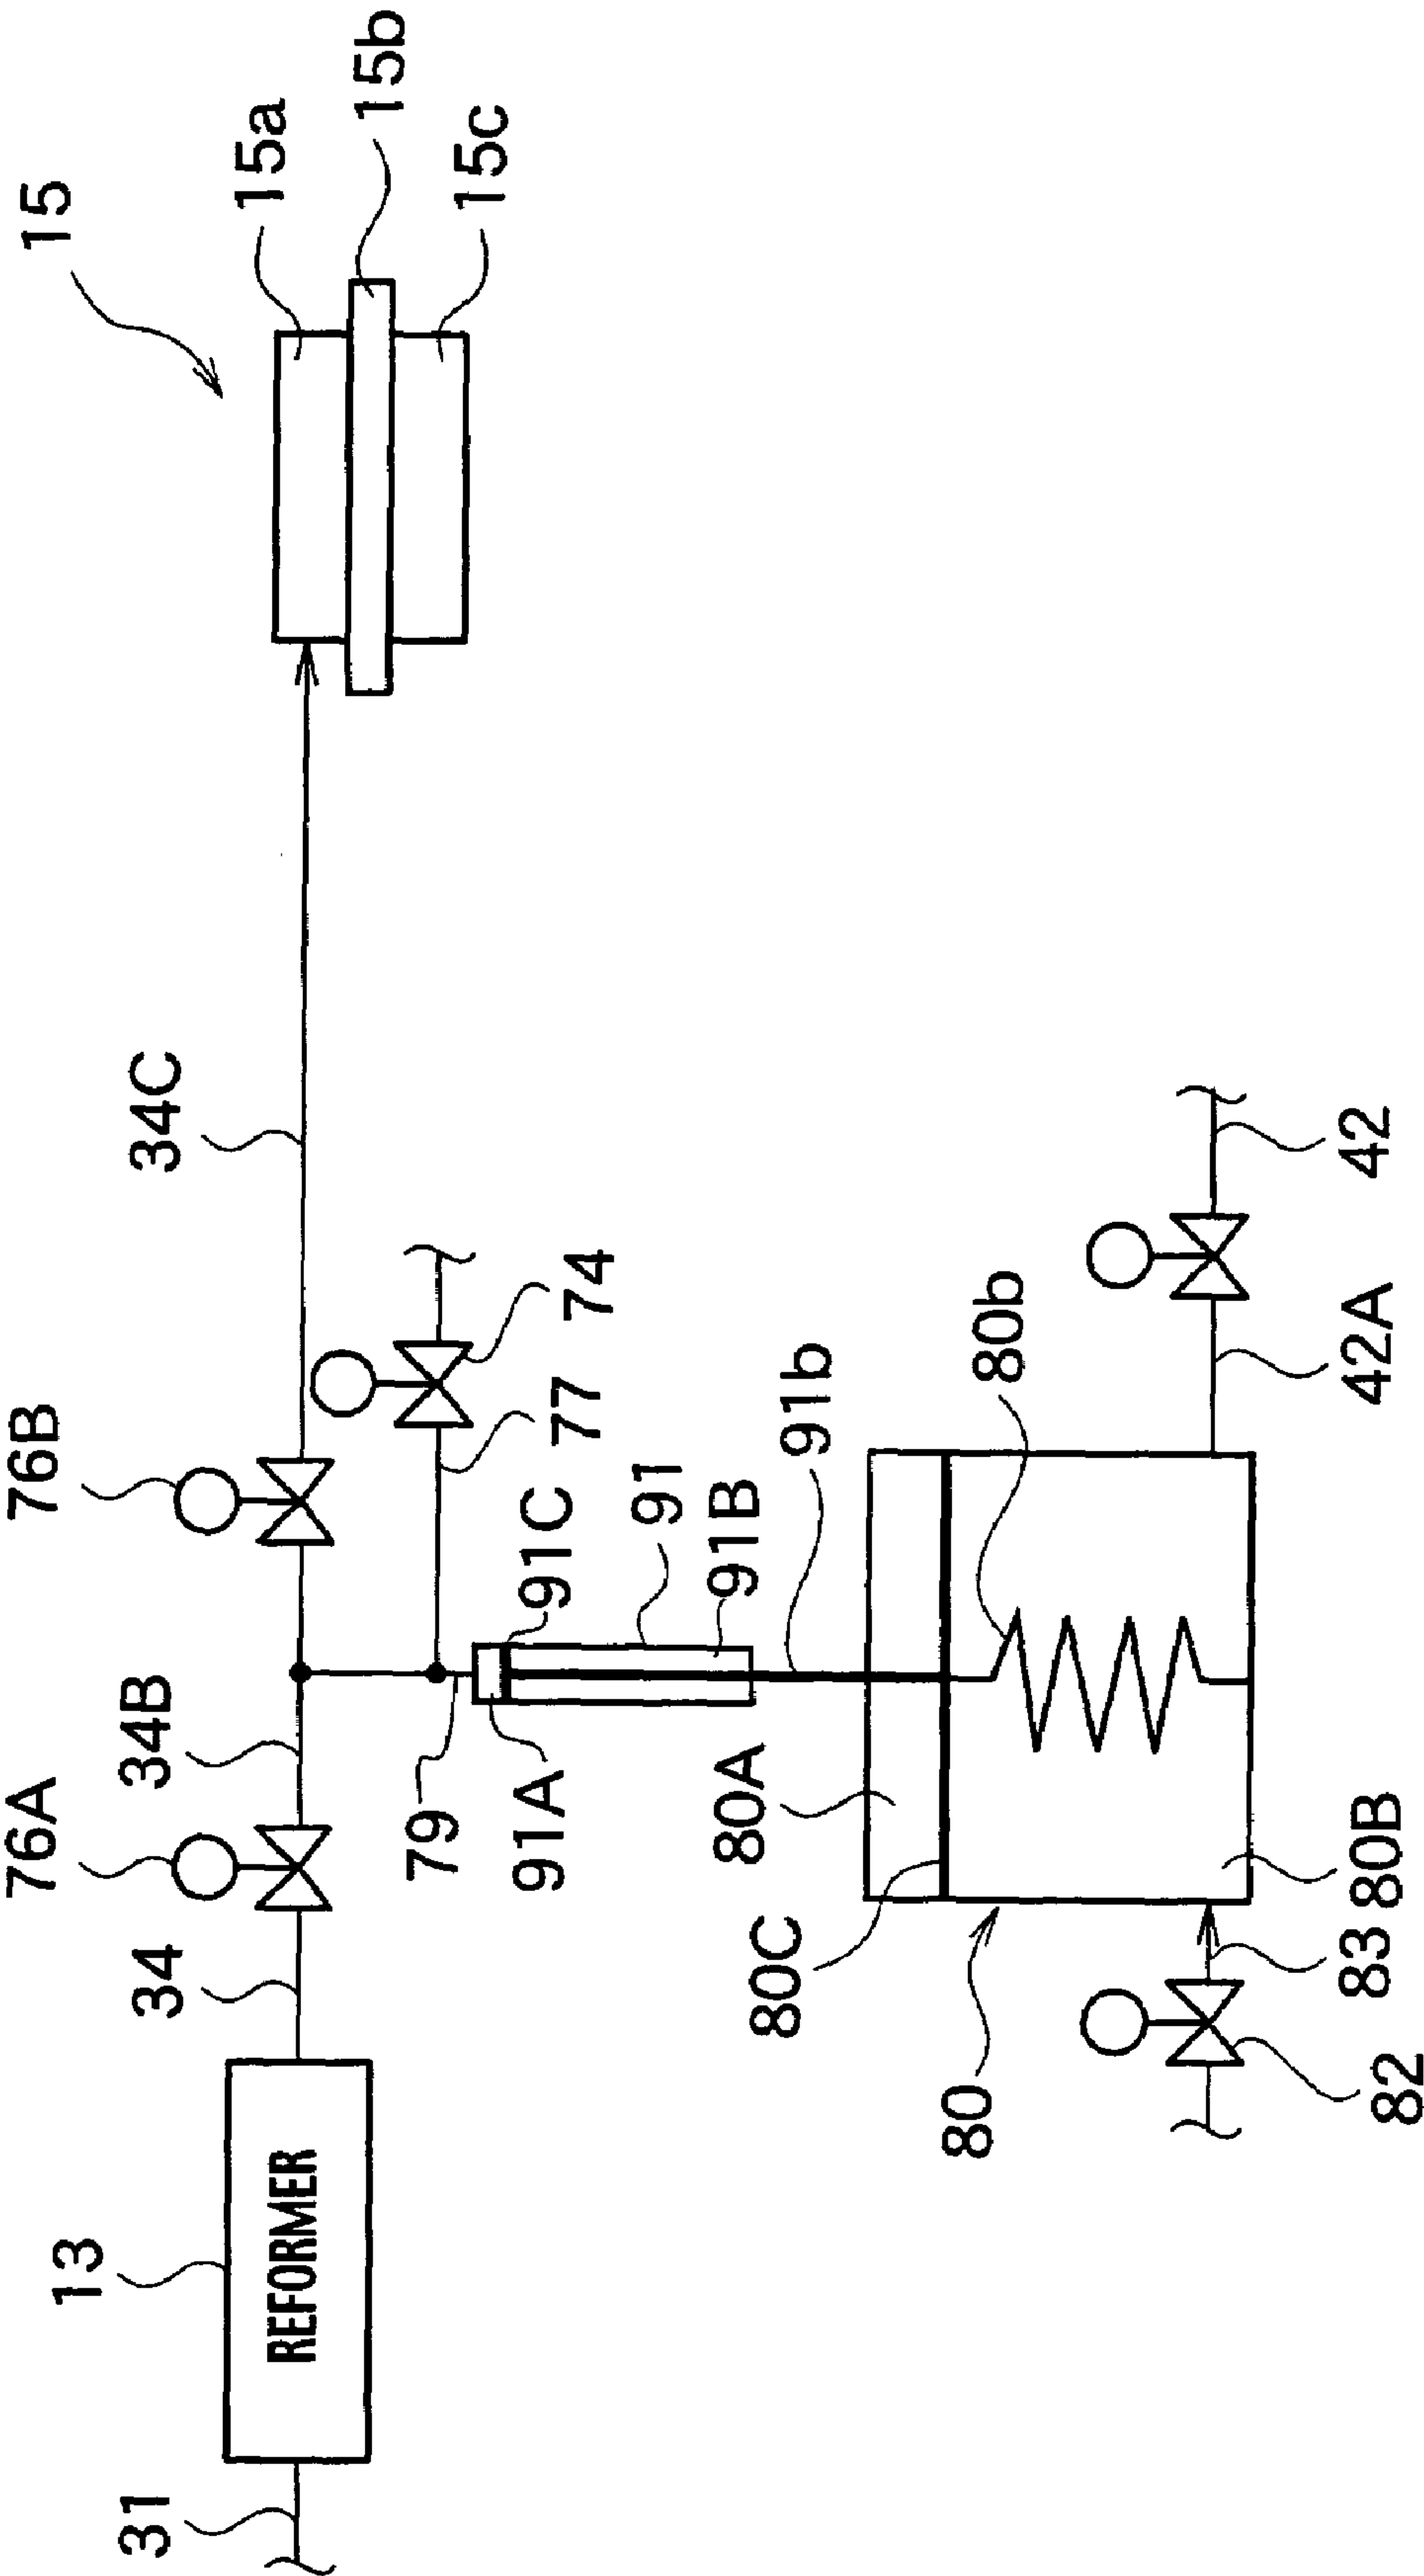 15
15a
15b
15c
34C
76B
34B
76A
34
13
REFORMER
31
74
77
79
91C
91
91B
91A
91b
80A
80C
80
80b
80B
42
42A
83
82